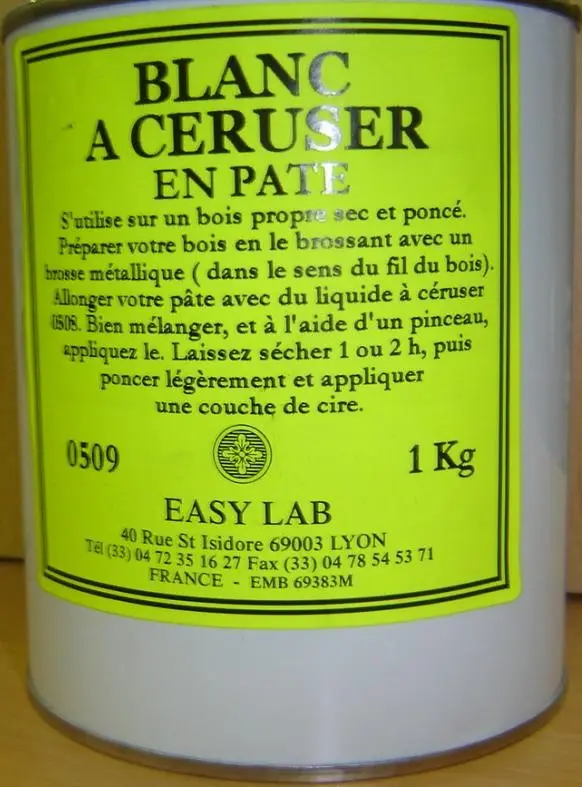 BLANC
A CERUSER
EN PATE
S'utilise sur un bois propre sec et poncé.
Préparer votre bois en le brossant avec un
brosse métallique ( dans le sens du fil du bois).
Allonger votre pâte avec du liquide à céruser
0508. Bien mélanger, et à l'aide d'un pinceau,
appliquez le. Laissez sécher 1 ou 2 h, puis
poncer légèrement et appliquer
une couche de cire.
0509 1 Kg
EASY LAB
40 Rue St Isidore 69003 LYON
Tél (33) 04 72 35 16 27 Fax (33) 04 78 54 53 71
FRANCE - EMB 69383M